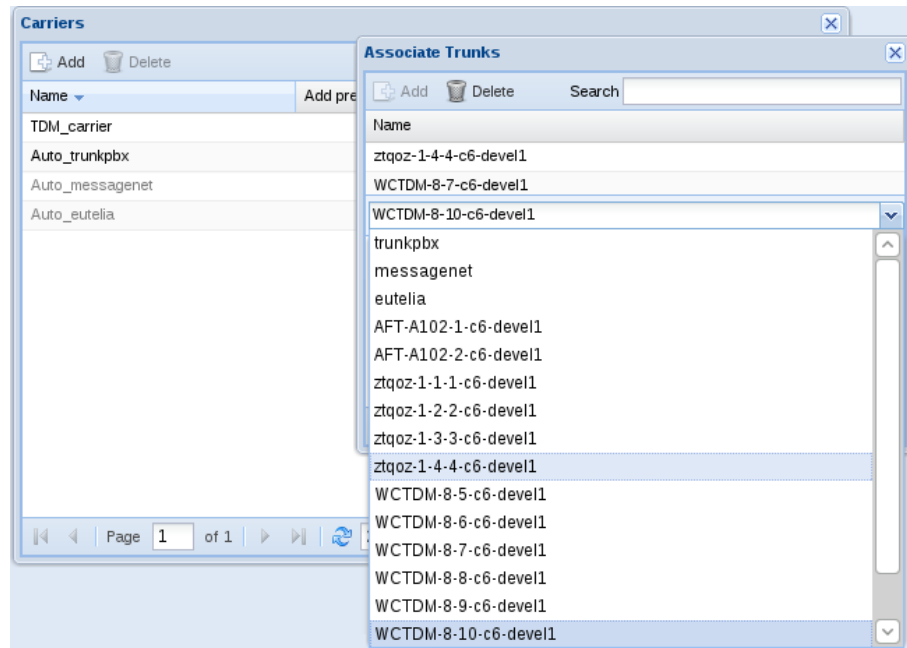 Carriers
Add Delete
Name Add pre
TDM_carrier
Auto_trunkpbx
Auto_messagenet
Auto_eutelia
Page 1 of 1
Associate Trunks
Add Delete Search
Name
ztqoz-1-4-4-c6-devel1
WCTDM-8-7-c6-devel1
WCTDM-8-10-c6-devel1
trunkpbx
messagenet
eutelia
AFT-A102-1-c6-devel1
AFT-A102-2-c6-devel1
ztqoz-1-1-1-c6-devel1
ztqoz-1-2-2-c6-devel1
ztqoz-1-3-3-c6-devel1
ztqoz-1-4-4-c6-devel1
WCTDM-8-5-c6-devel1
WCTDM-8-6-c6-devel1
WCTDM-8-7-c6-devel1
WCTDM-8-8-c6-devel1
WCTDM-8-9-c6-devel1
WCTDM-8-10-c6-devel1